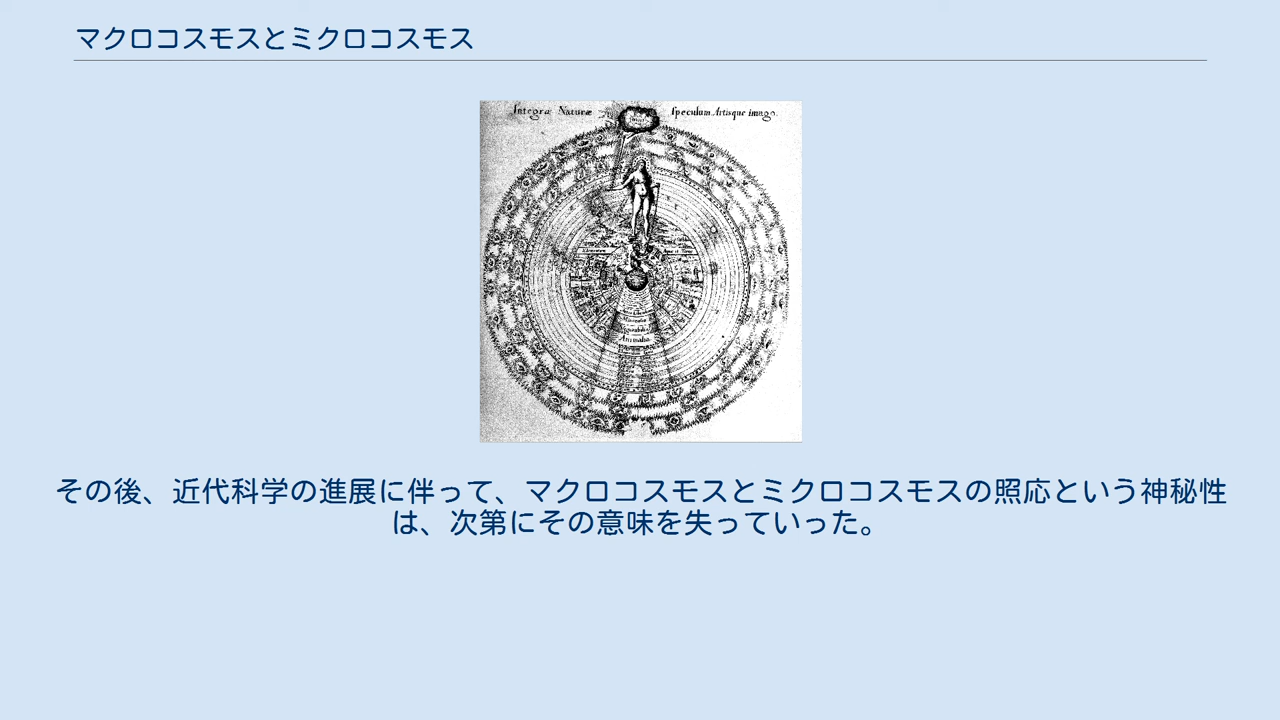 マクロコスモスとミクロコスモス
Integræ Naturæ Speculum Artisque imago.
Animalia
その後、近代科学の進展に伴って、マクロコスモスとミクロコスモスの照応という神秘性
は、次第にその意味を失っていった。